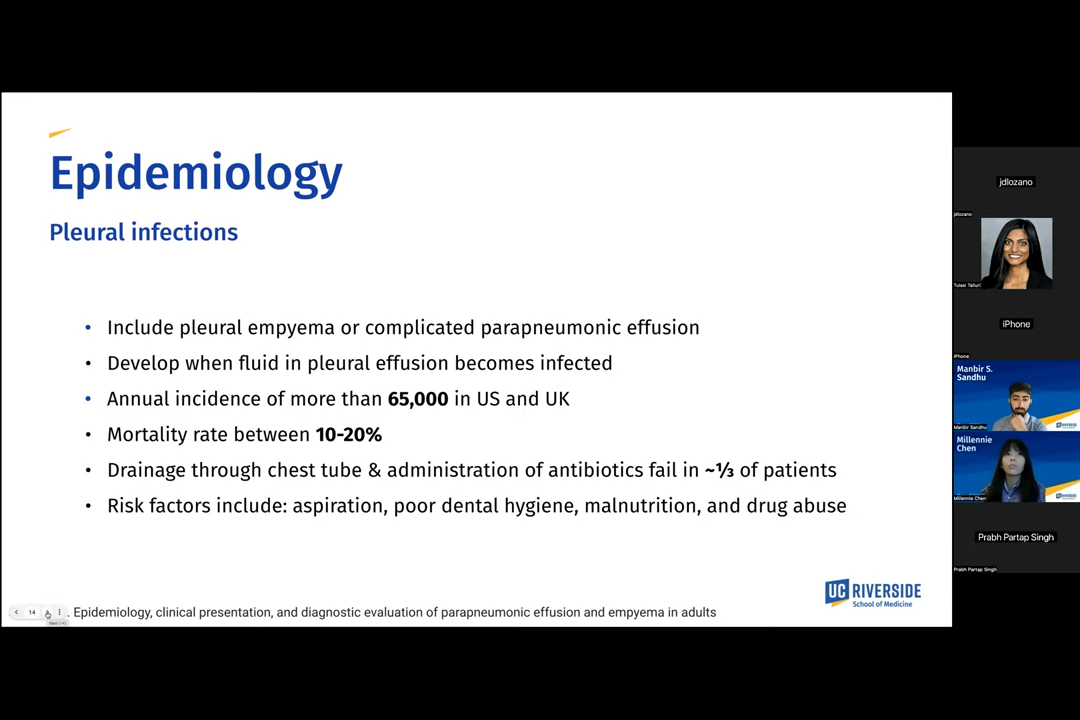 Epidemiology
Pleural infections
• Include pleural empyema or complicated parapneumonic effusion
• Develop when fluid in pleural effusion becomes infected
• Annual incidence of more than 65,000 in US and UK
• Mortality rate between 10-20%
• Drainage through chest tube & administration of antibiotics fail in ~⅓ of patients
• Risk factors include: aspiration, poor dental hygiene, malnutrition, and drug abuse
14
. Epidemiology, clinical presentation, and diagnostic evaluation of parapneumonic effusion and empyema in adults
UC RIVERSIDE
School of Medicine
jdlozano
jdlozano
Tulasi Talluri
iPhone
iPhone
Manbir S.
Sandhu
Manbir Sandhu
Millennie
Chen
Millennie Chen
Prabh Partap Singh
Prabh Partap Singh